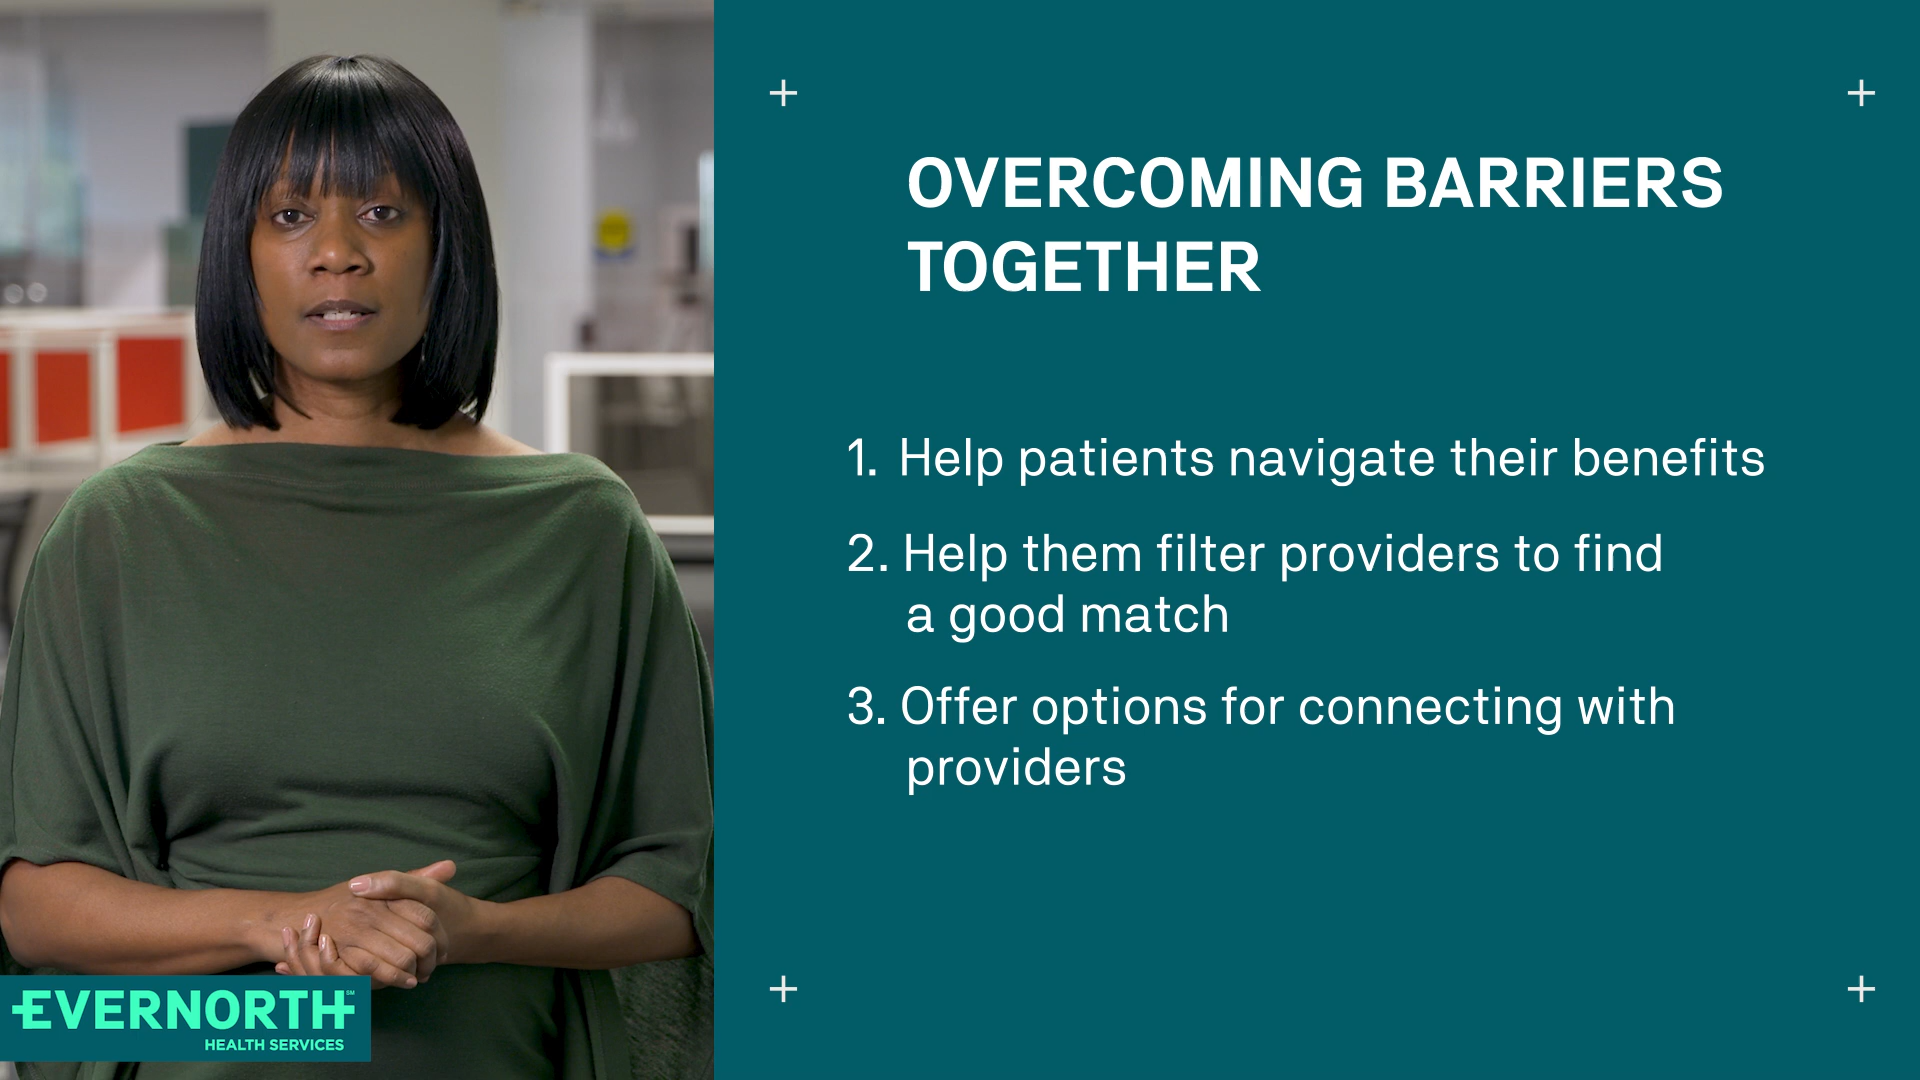 OVERCOMING BARRIERS
TOGETHER
1. Help patients navigate their benefits
2. Help them filter providers to find
a good match
3. Offer options for connecting with
providers
EVERNORTH℠
HEALTH SERVICES